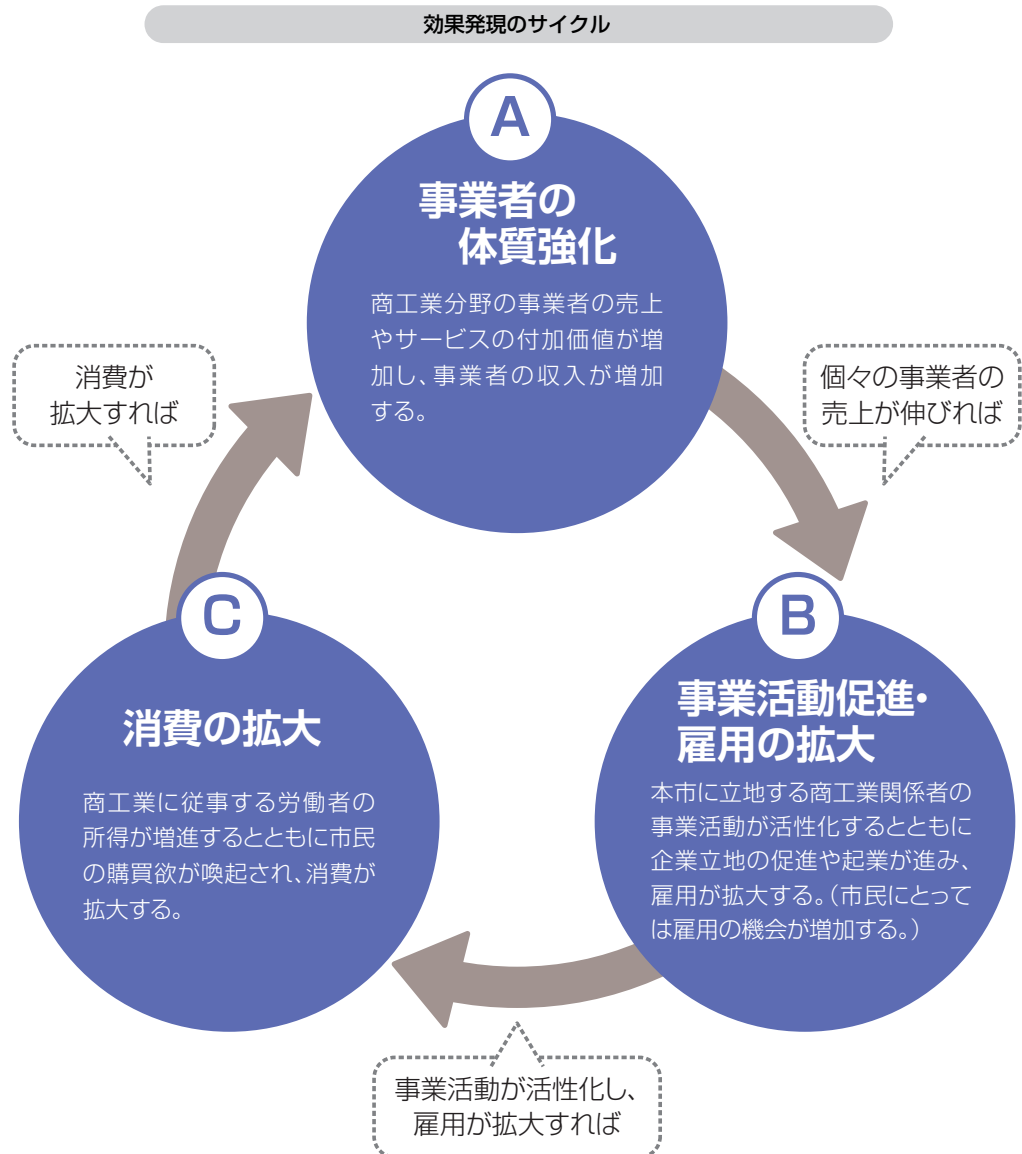 効果発現のサイクル
A
事業者の
体質強化
商工業分野の事業者の売上
やサービスの付加価値が増
加し、事業者の収入が増加
する。
消費が
拡大すれば
個々の事業者の
売上が伸びれば
C
消費の拡大
商工業に従事する労働者の
所得が増進するとともに市民
の購買欲が喚起され、消費が
拡大する。
B
事業活動促進・
雇用の拡大
本市に立地する商工業関係者の
事業活動が活性化するとともに
企業立地の促進や起業が進み、
雇用が拡大する。（市民にとって
は雇用の機会が増加する。）
事業活動が活性化し、
雇用が拡大すれば